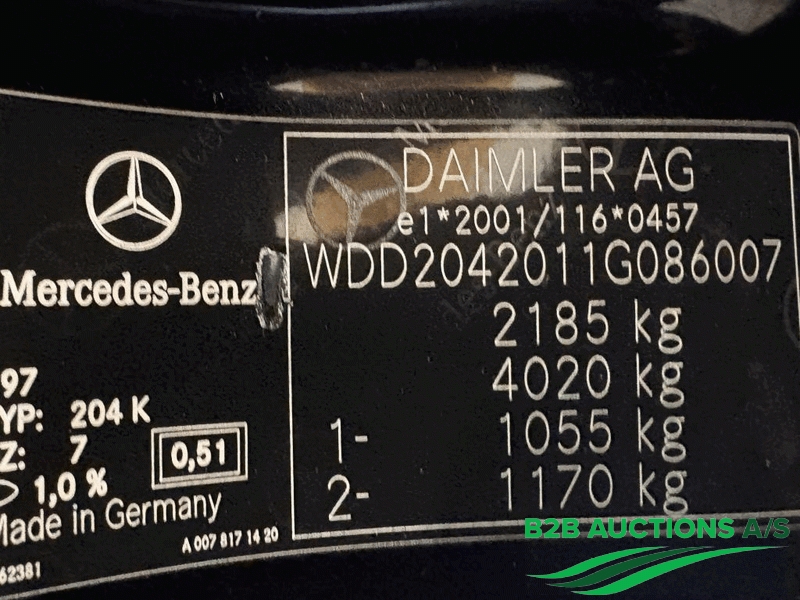 Mercedes-Benz
97
YP: 204 K
Z: 7
0,51
1,0 %
Made in Germany
A 007 817 14 20
62381
DAIMLER AG
e1*2001/116*0457
WDD2042011G086007
2185 kg
4020 kg
1- 1055 kg
2- 1170 kg
B2B AUCTIONS A/S